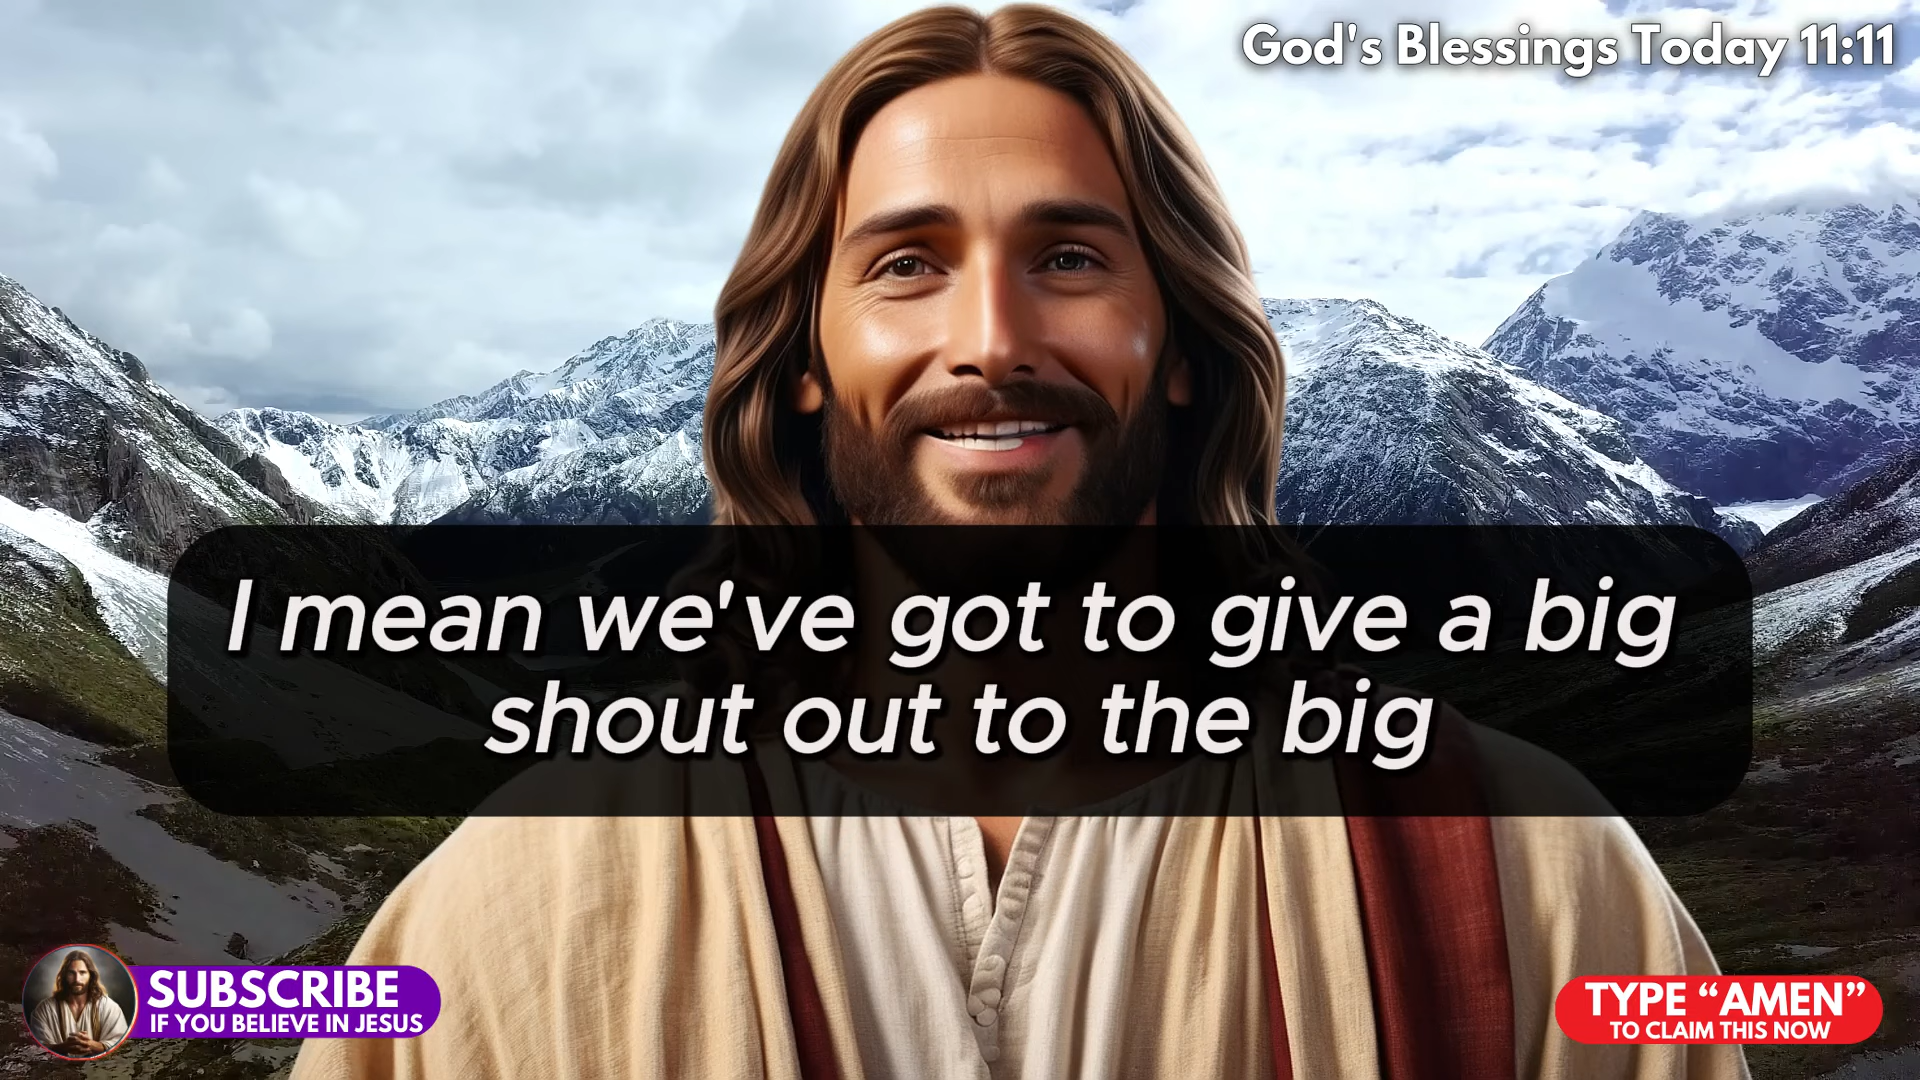 God's Blessings Today 11:11
I mean we've got to give a big
shout out to the big
SUBSCRIBE
IF YOU BELIEVE IN JESUS
TYPE “AMEN”
TO CLAIM THIS NOW